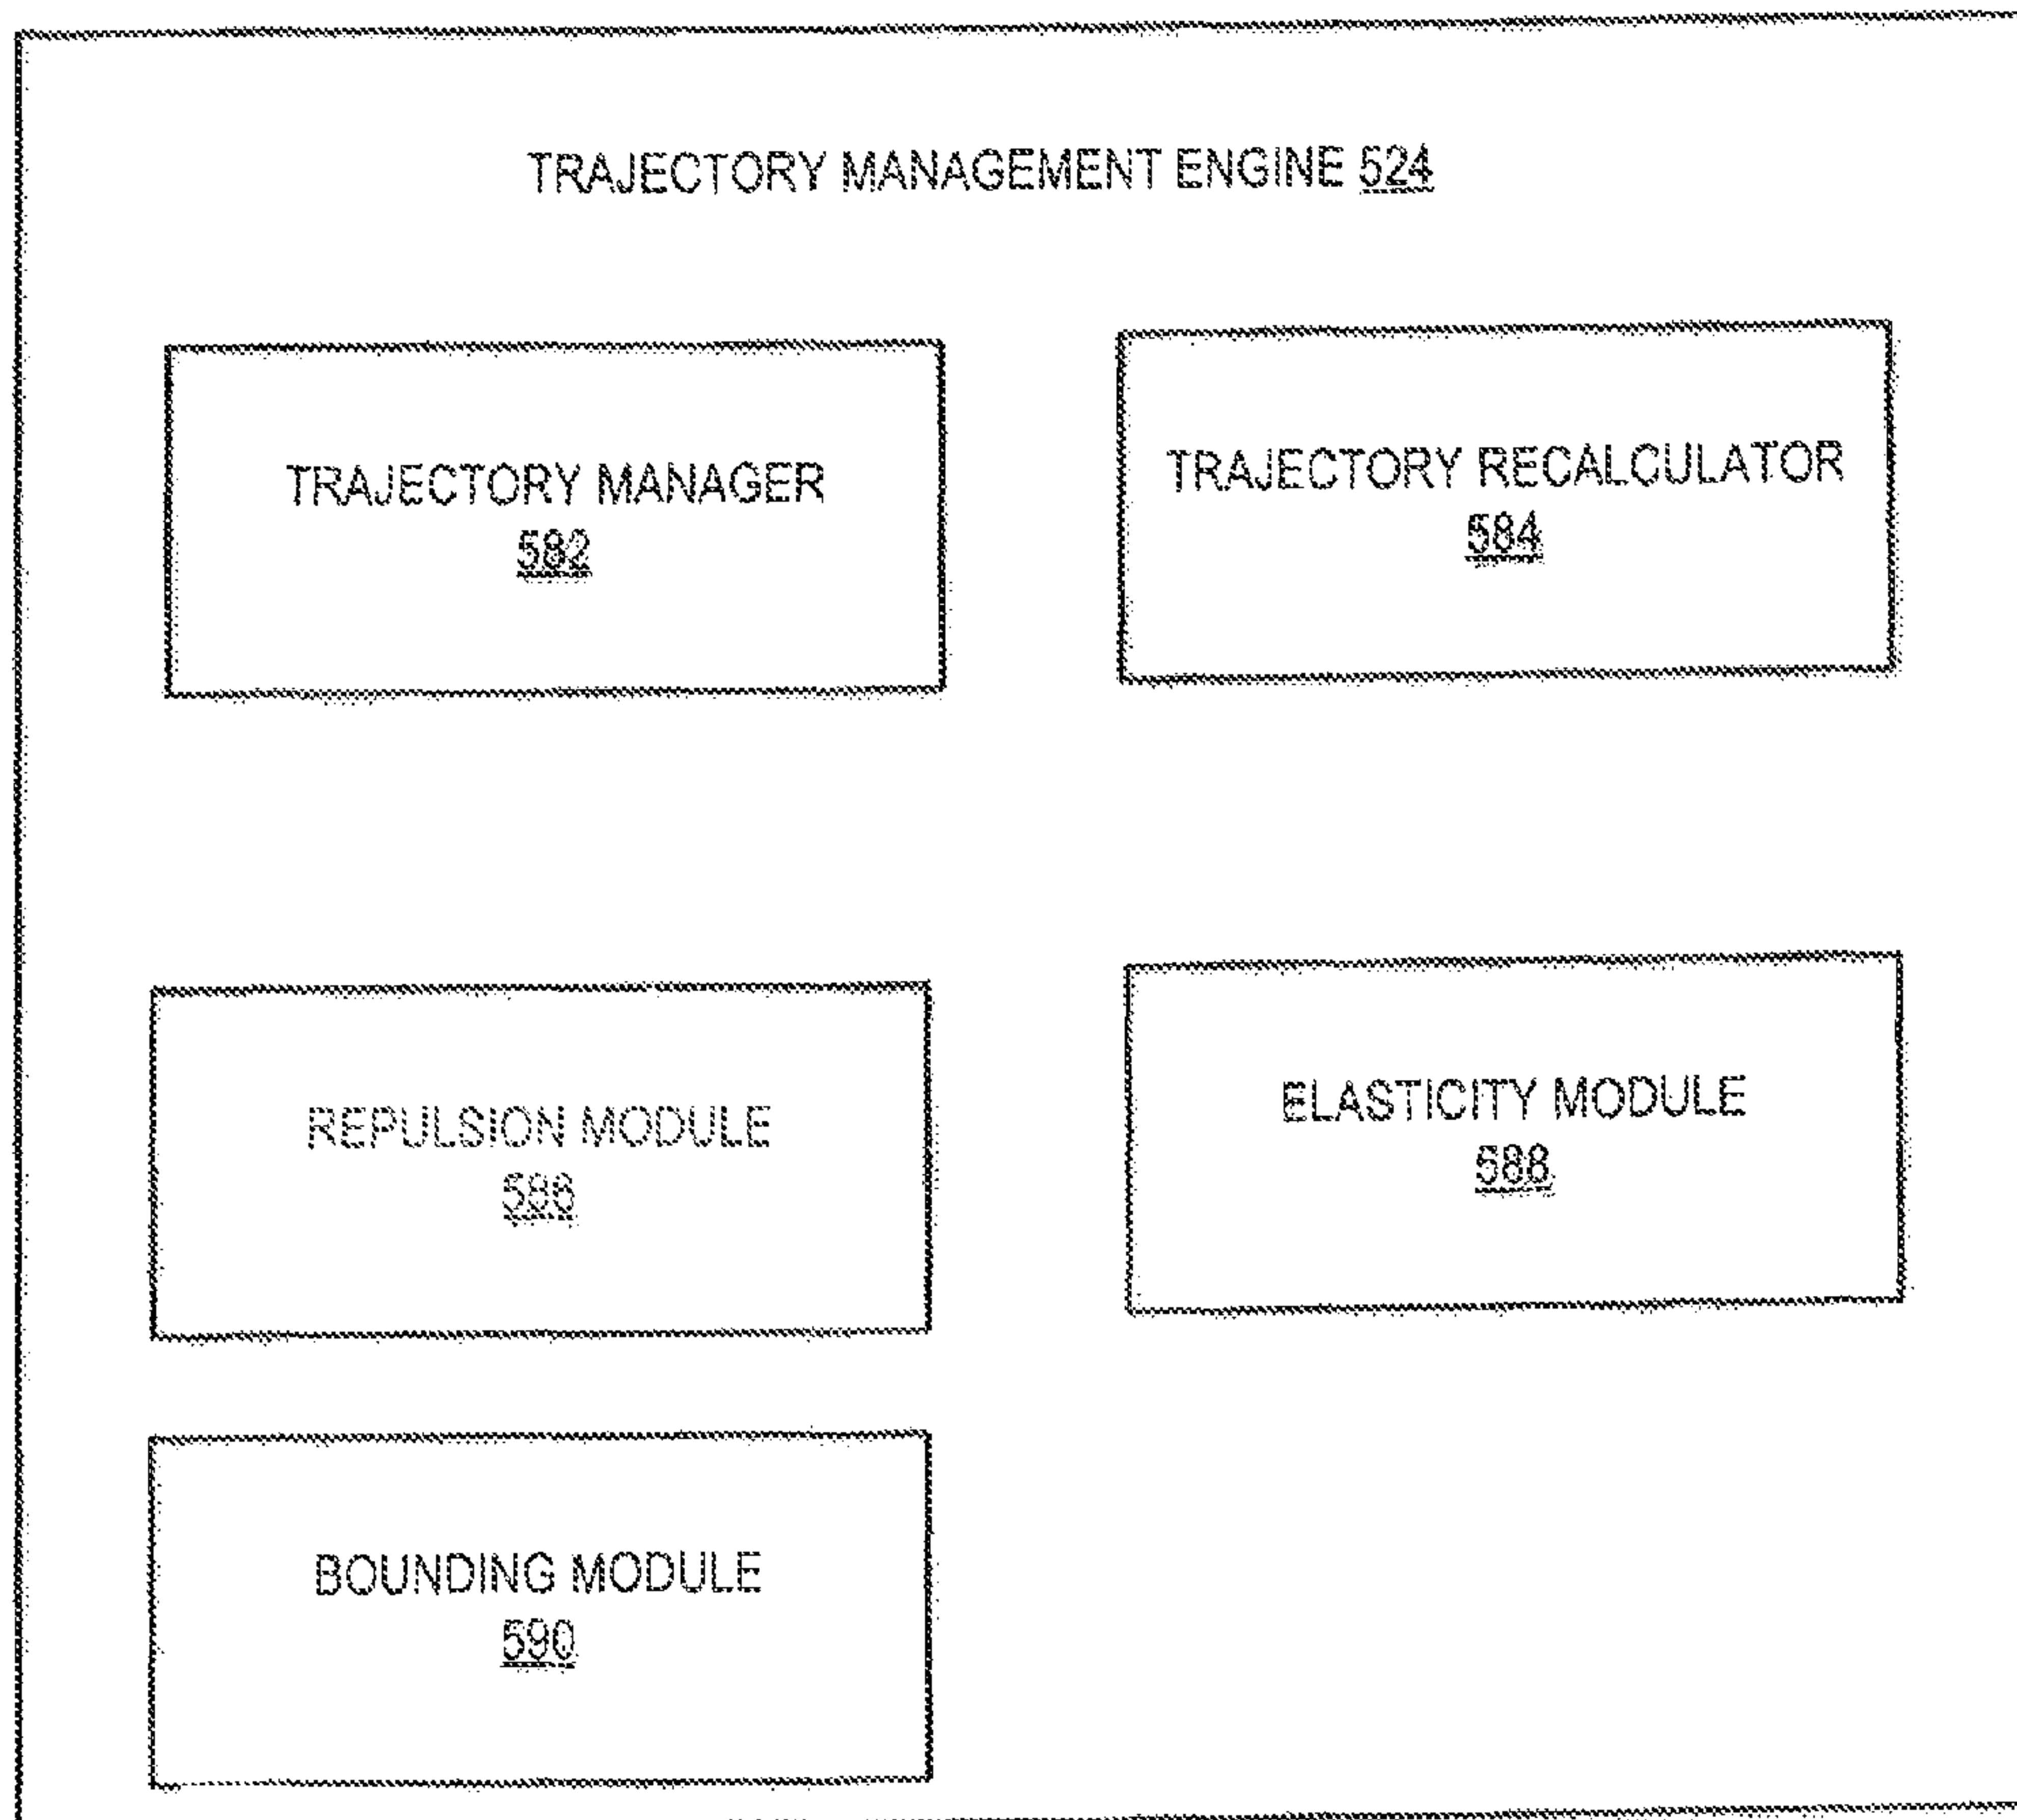 TRAJECTORY MANAGEMENT ENGINE 524
TRAJECTORY MANAGER
582
TRAJECTORY RECALCULATOR
584
REPULSION MODULE
586
ELASTICITY MODULE
588
BOUNDING MODULE
590